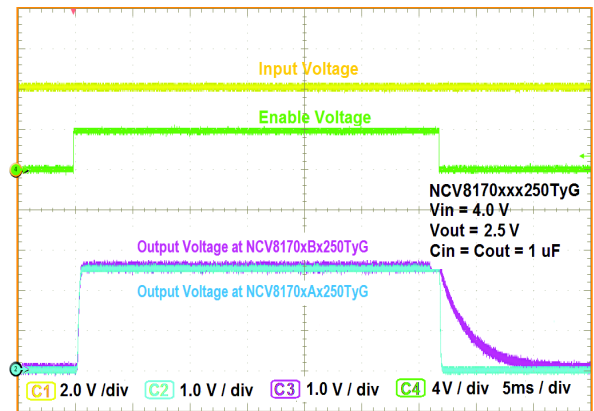 Input Voltage
Enable Voltage
4
NCV8170xxx250TyG
Vin = 4.0 V
Vout = 2.5 V
Cin = Cout = 1 uF
Output Voltage at NCV8170xBx250TyG
Output Voltage at NCV8170xAx250TyG
2
C1 2.0 V /div C2 1.0 V / div C3 1.0 V / div C4 4V / div 5ms / div